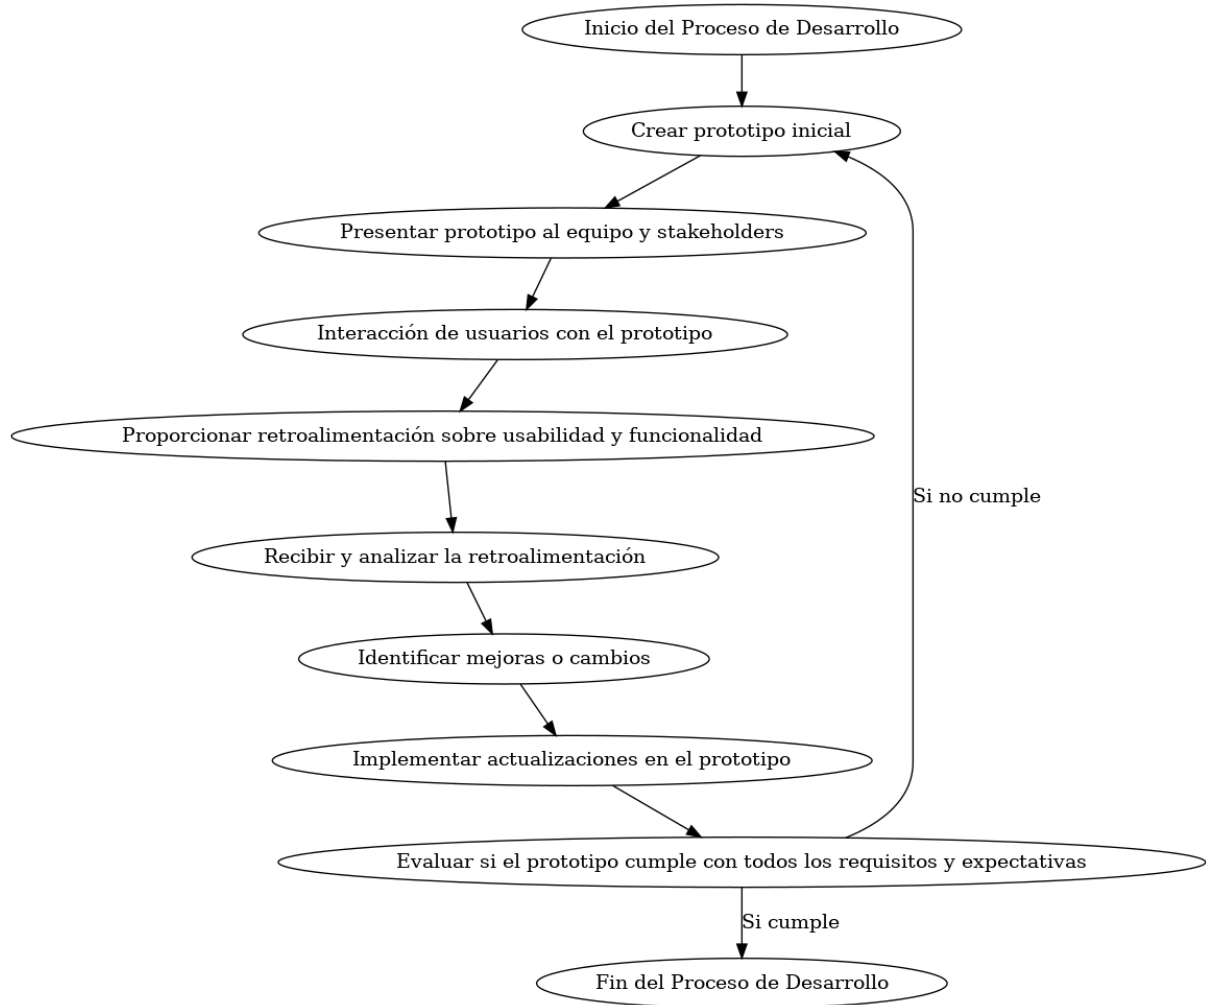 Inicio del Proceso de Desarrollo
Crear prototipo inicial
Presentar prototipo al equipo y stakeholders
Interacción de usuarios con el prototipo
Proporcionar retroalimentación sobre usabilidad y funcionalidad
Si no cumple
Recibir y analizar la retroalimentación
Identificar mejoras o cambios
Implementar actualizaciones en el prototipo
Evaluar si el prototipo cumple con todos los requisitos y expectativas
Si cumple
Fin del Proceso de Desarrollo